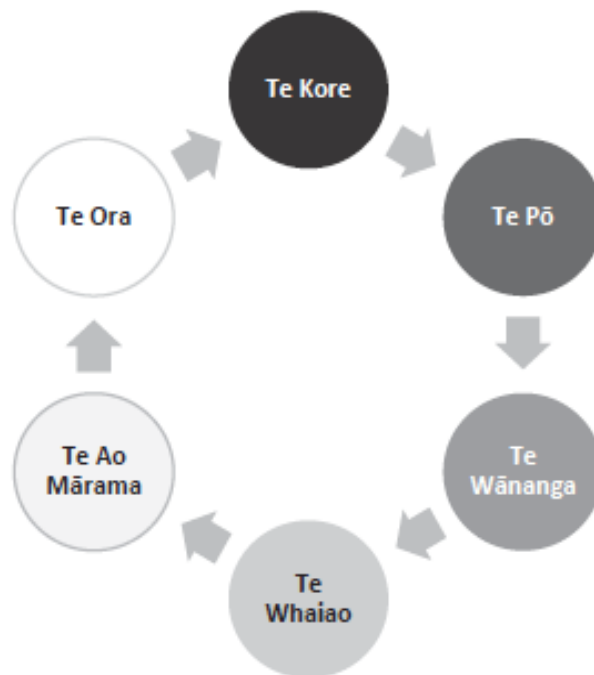 Te Kore
Te Pō
Te
Wānanga
Te
Whaiao
Te Ao
Mārama
Te Ora